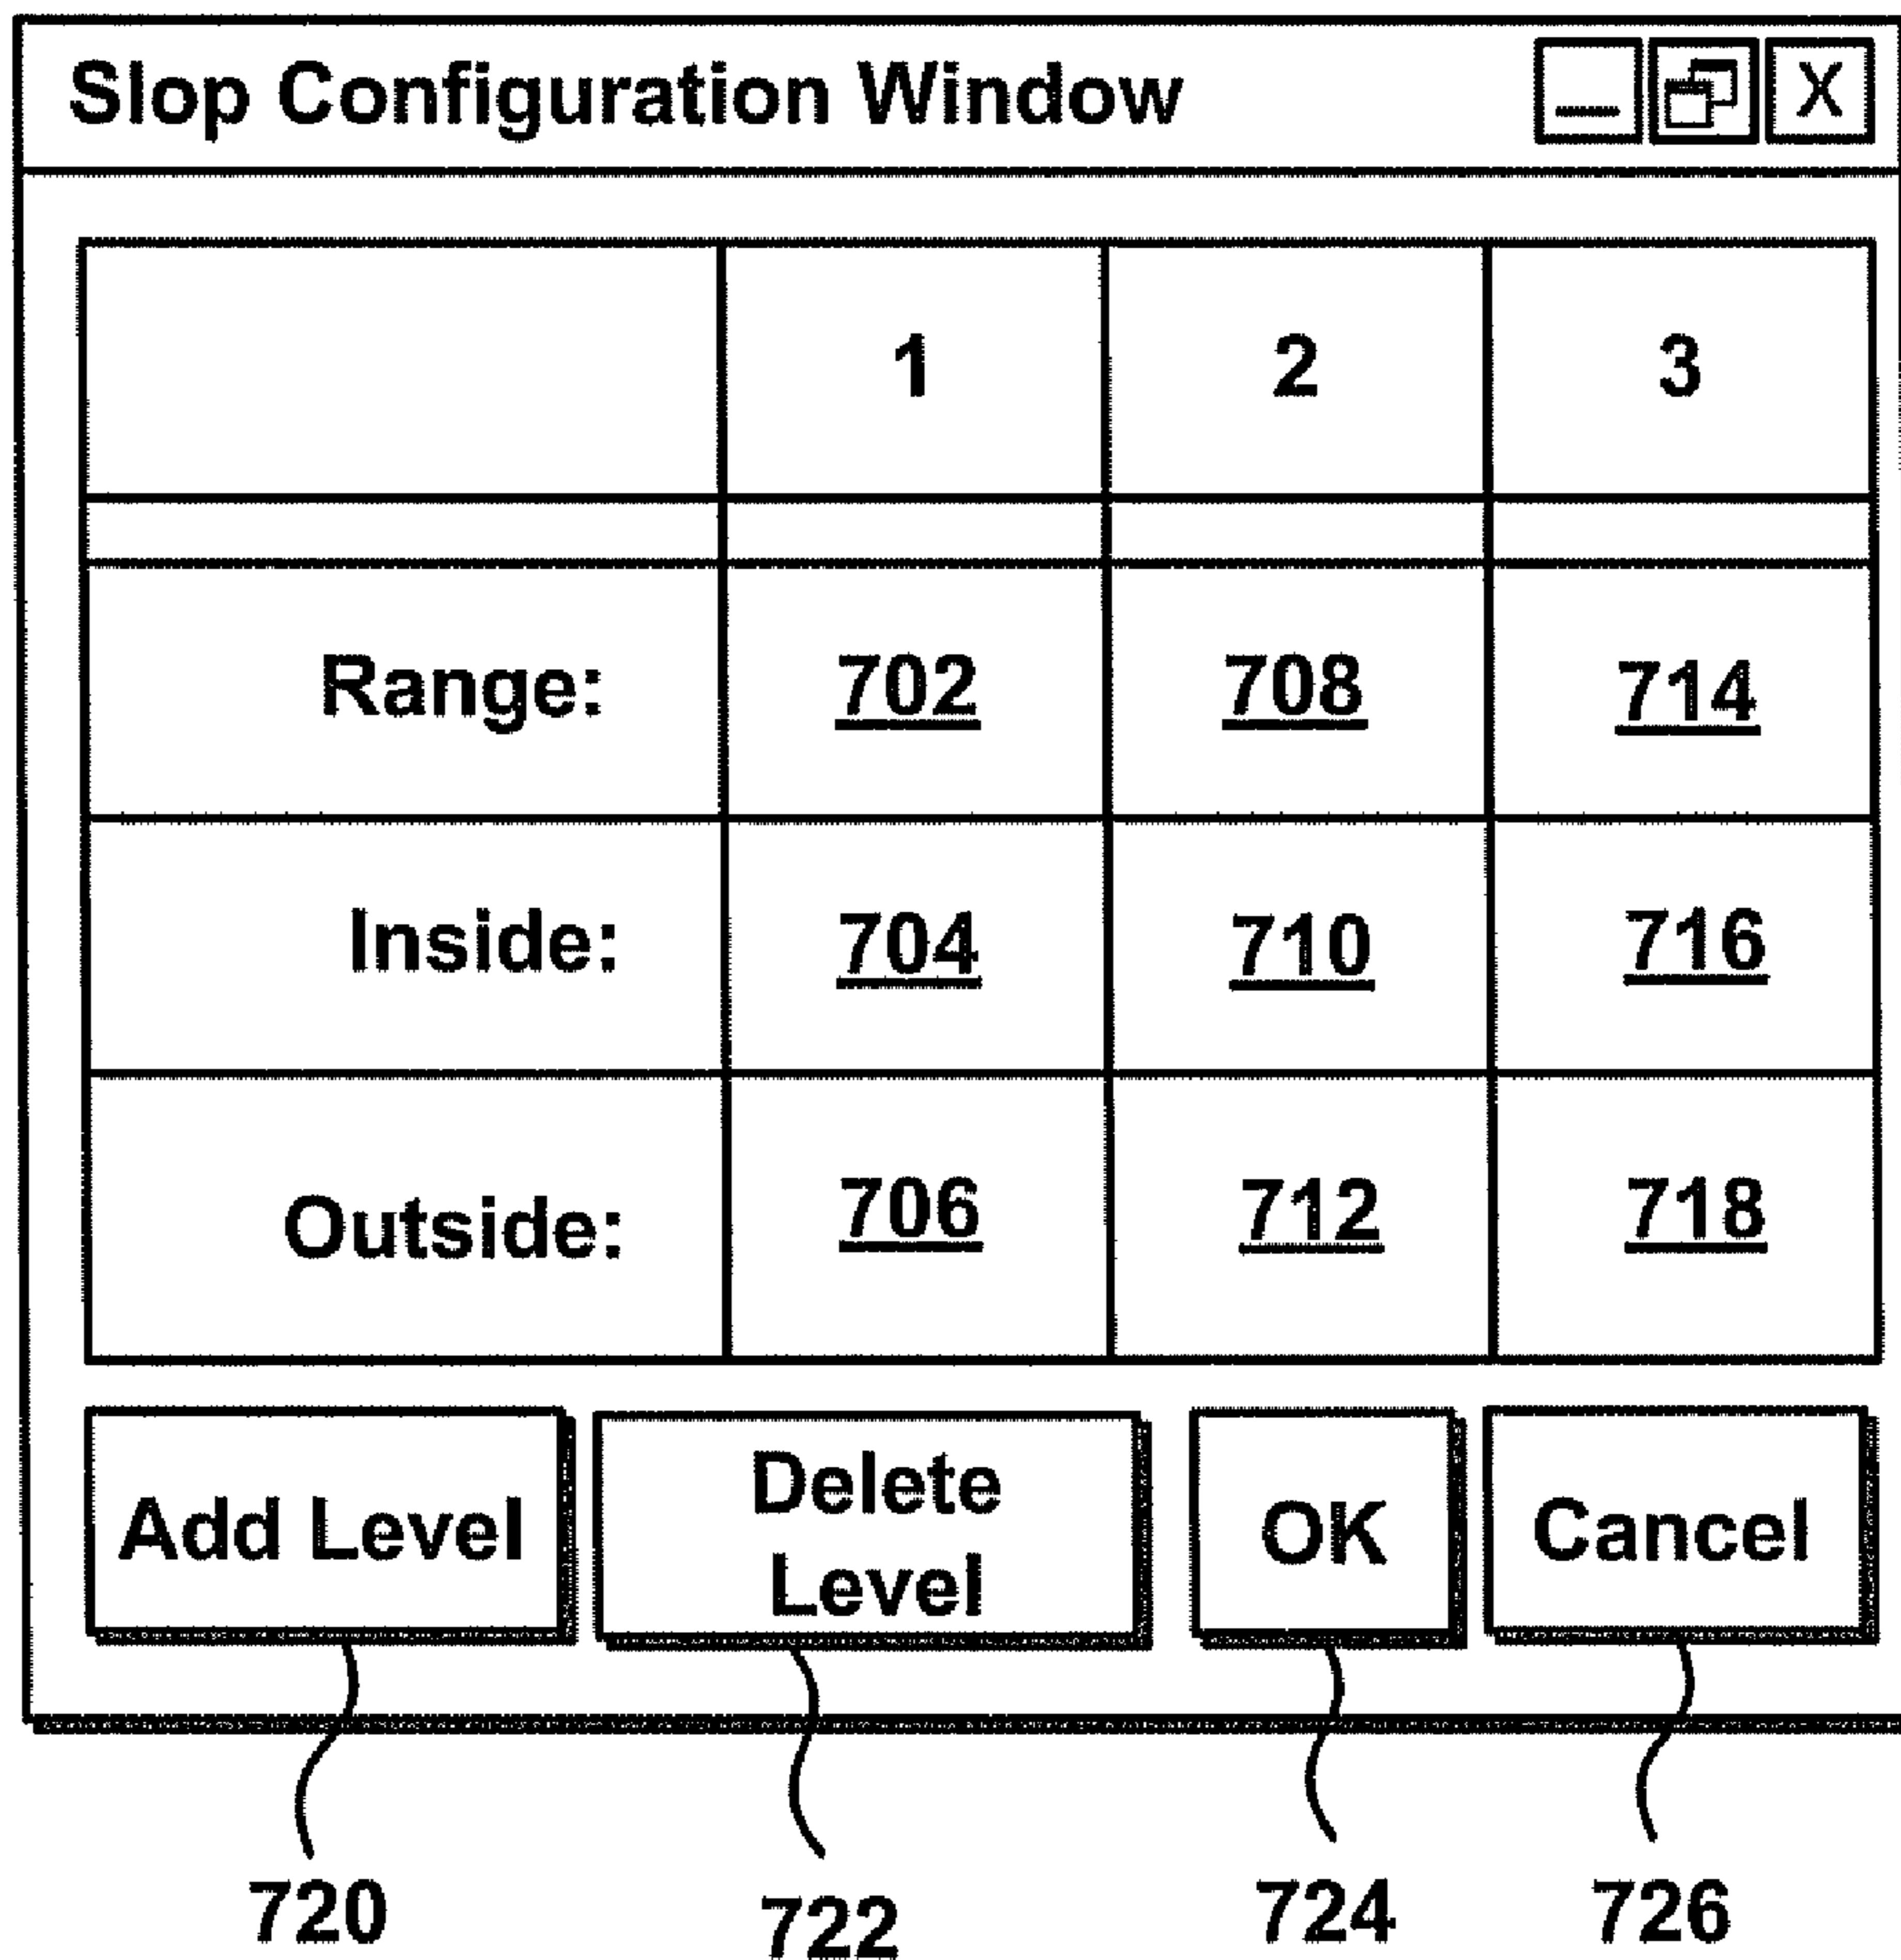 Slop Configuration Window X
1 2 3
Range: 702 708 714
Inside: 704 710 716
Outside: 706 712 718
Add Level Delete Level OK Cancel
720 722 724 726